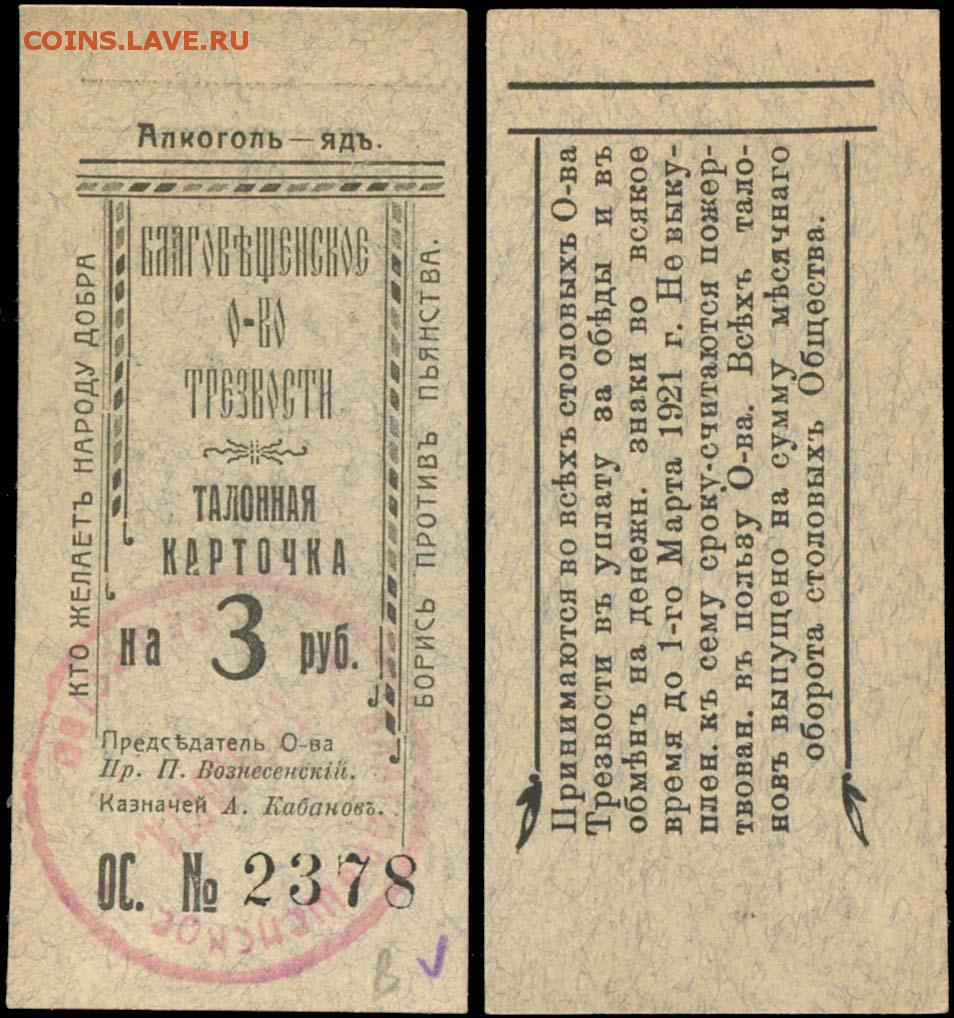 COINS.LAVE.RU
Алкоголь — ядъ.
КТО ЖЕЛАЕТЪ НАРОДУ ДОБРА
БЛАГОВѢЩЕНСКОЕ
О-ВО
ТРЕЗВОСТИ
ТАЛОННАЯ
КАРТОЧКА
на 3 руб.
БОРИСЬ ПРОТИВЪ ПЬЯНСТВА.
Предсѣдатель О-ва
Пр. П. Вознесенскій.
Казначей А. Кабановъ.
ОС. № 2378
В
Принимаются во всѣхъ столовыхъ О-ва
Трезвости въ уплату за обѣды и въ
обмѣнъ на денежн. знаки во всякое
время до 1-го Марта 1921 г. Не выку-
плен. къ сему сроку-считаются пожер-
твован. въ пользу О-ва. Всѣхъ тало-
новъ выпущено на сумму мѣсячнаго
оборота столовыхъ Общества.